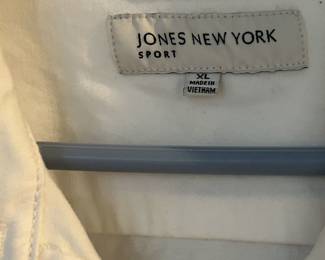 JONES NEW YORK
SPORT
XL
MADE IN
VIETNAM